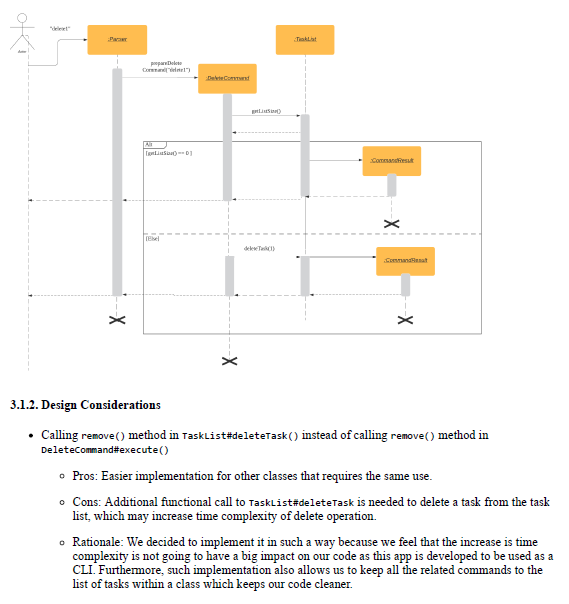 "delete1"
:Parser
:TaskList
prepareDelete
Command("delete1")
:DeleteCommand
getListSize()
Alt
[getListSize() == 0 ]
:CommandResult
[Else]
deleteTask(1)
:CommandResult
3.1.2. Design Considerations
• Calling remove() method in TaskList#deleteTask() instead of calling remove() method in
DeleteCommand#execute()
◦ Pros: Easier implementation for other classes that requires the same use.
◦ Cons: Additional functional call to TaskList#deleteTask is needed to delete a task from the task
list, which may increase time complexity of delete operation.
◦ Rationale: We decided to implement it in such a way because we feel that the increase is time
complexity is not going to have a big impact on our code as this app is developed to be used as a
CLI. Furthermore, such implementation also allows us to keep all the related commands to the
list of tasks within a class which keeps our code cleaner.